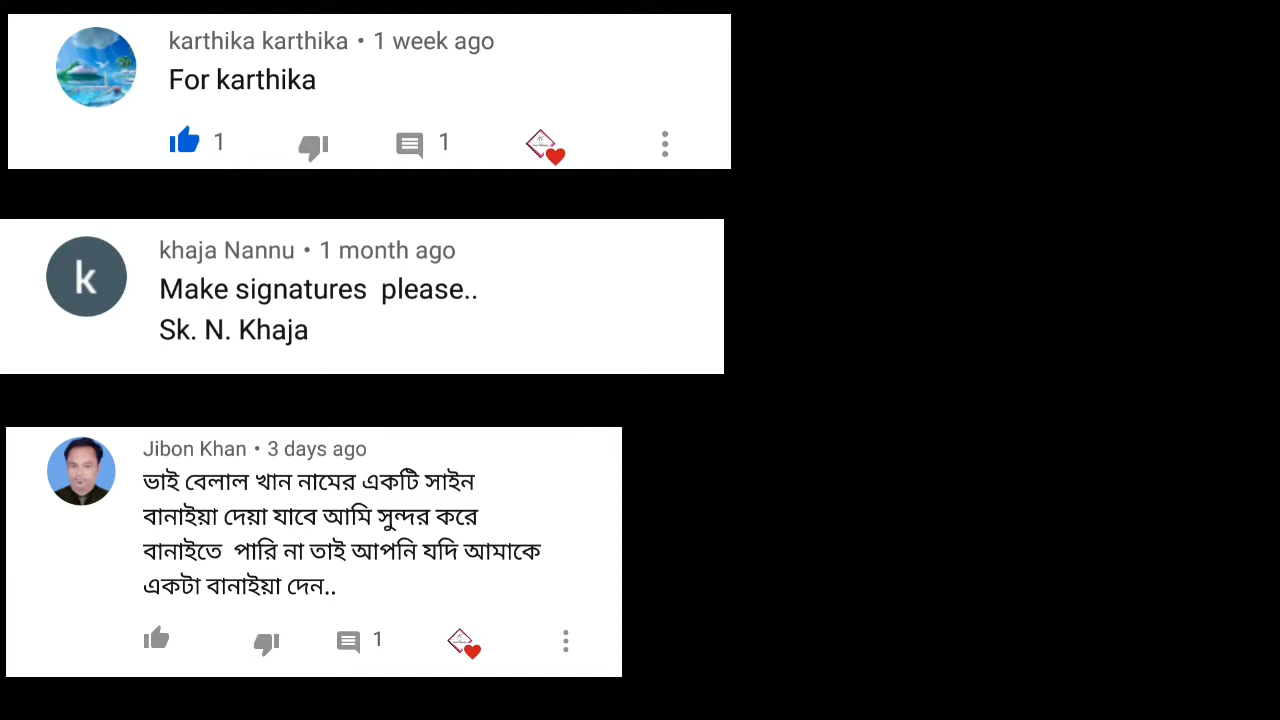 karthika karthika • 1 week ago
For karthika
1 1
k
khaja Nannu • 1 month ago
Make signatures please..
Sk. N. Khaja
Jibon Khan • 3 days ago
ভাই বেলাল খান নামের একটি সাইন
বানাইয়া দেয়া যাবে আমি সুন্দর করে
বানাইতে পারি না তাই আপনি যদি আমাকে
একটা বানাইয়া দেন..
1